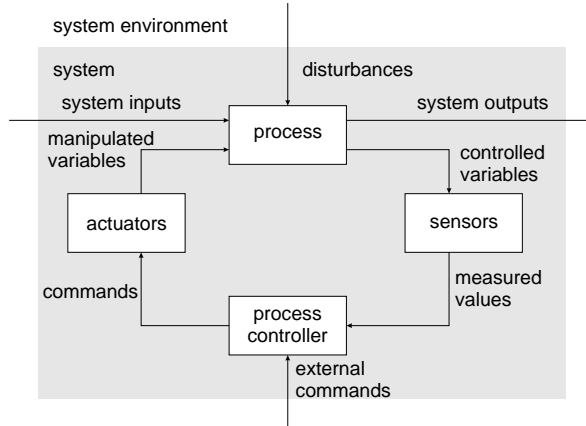 system environment
system
disturbances
system inputs
system outputs
manipulated
variables
process
controlled
variables
actuators
sensors
commands
measured
values
process
controller
external
commands